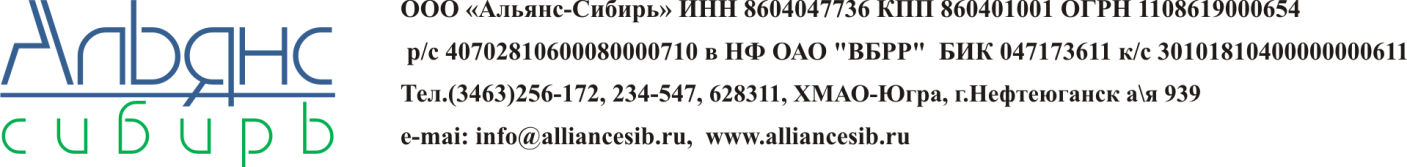 Альянс
сибирь
ООО «Альянс-Сибирь» ИНН 8604047736 КПП 860401001 ОГРН 1108619000654
р/с 40702810600080000710 в НФ ОАО "ВБРР" БИК 047173611 к/с 30101810400000000611
Тел.(3463)256-172, 234-547, 628311, ХМАО-Югра, г.Нефтеюганск а\я 939
e-mai: info@alliancesib.ru, www.alliancesib.ru